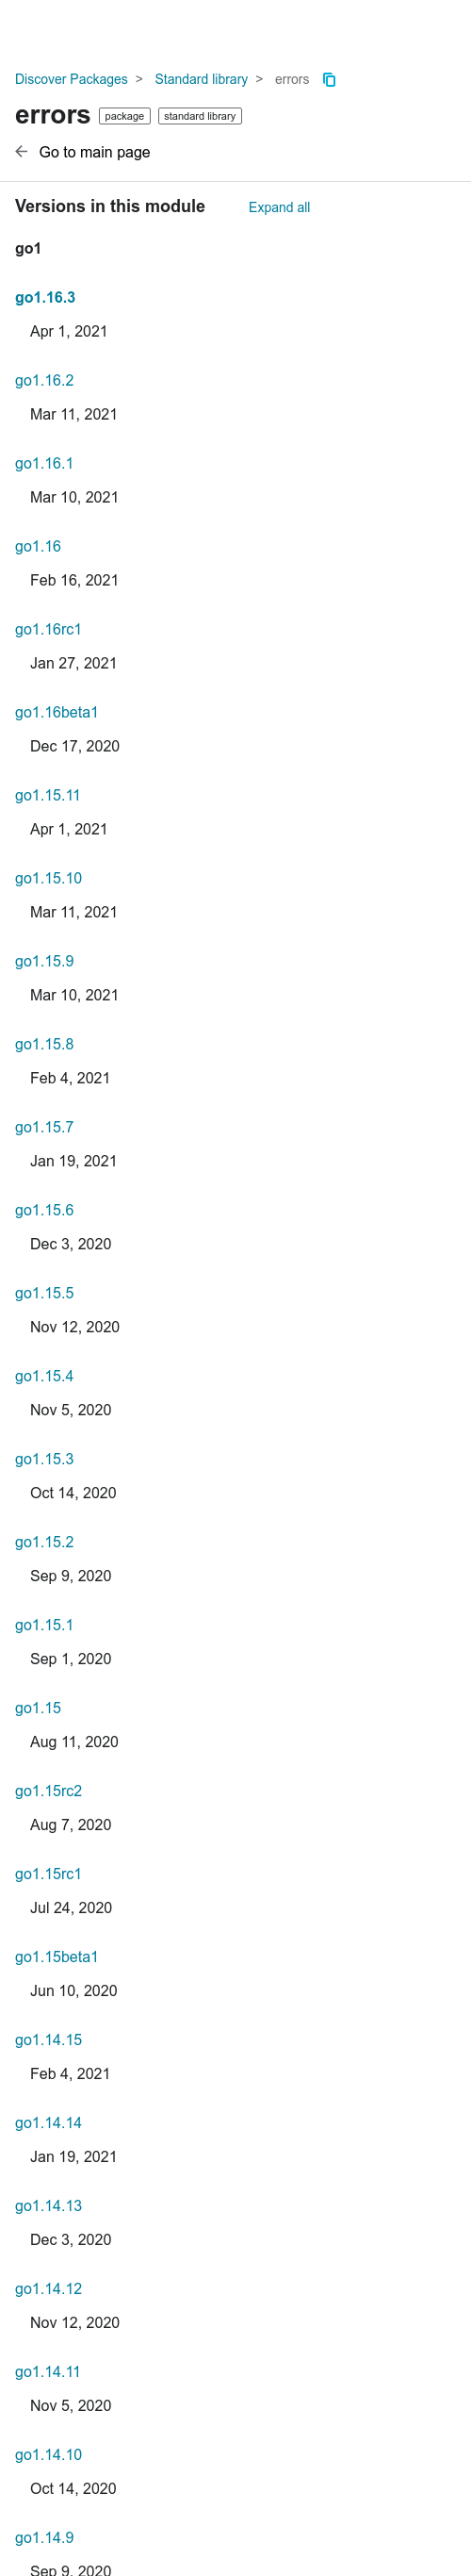 Discover Packages > Standard library > errors
errors package standard library
Go to main page
Versions in this module Expand all
go1
go1.16.3
Apr 1, 2021
go1.16.2
Mar 11, 2021
go1.16.1
Mar 10, 2021
go1.16
Feb 16, 2021
go1.16rc1
Jan 27, 2021
go1.16beta1
Dec 17, 2020
go1.15.11
Apr 1, 2021
go1.15.10
Mar 11, 2021
go1.15.9
Mar 10, 2021
go1.15.8
Feb 4, 2021
go1.15.7
Jan 19, 2021
go1.15.6
Dec 3, 2020
go1.15.5
Nov 12, 2020
go1.15.4
Nov 5, 2020
go1.15.3
Oct 14, 2020
go1.15.2
Sep 9, 2020
go1.15.1
Sep 1, 2020
go1.15
Aug 11, 2020
go1.15rc2
Aug 7, 2020
go1.15rc1
Jul 24, 2020
go1.15beta1
Jun 10, 2020
go1.14.15
Feb 4, 2021
go1.14.14
Jan 19, 2021
go1.14.13
Dec 3, 2020
go1.14.12
Nov 12, 2020
go1.14.11
Nov 5, 2020
go1.14.10
Oct 14, 2020
go1.14.9
Sep 9, 2020